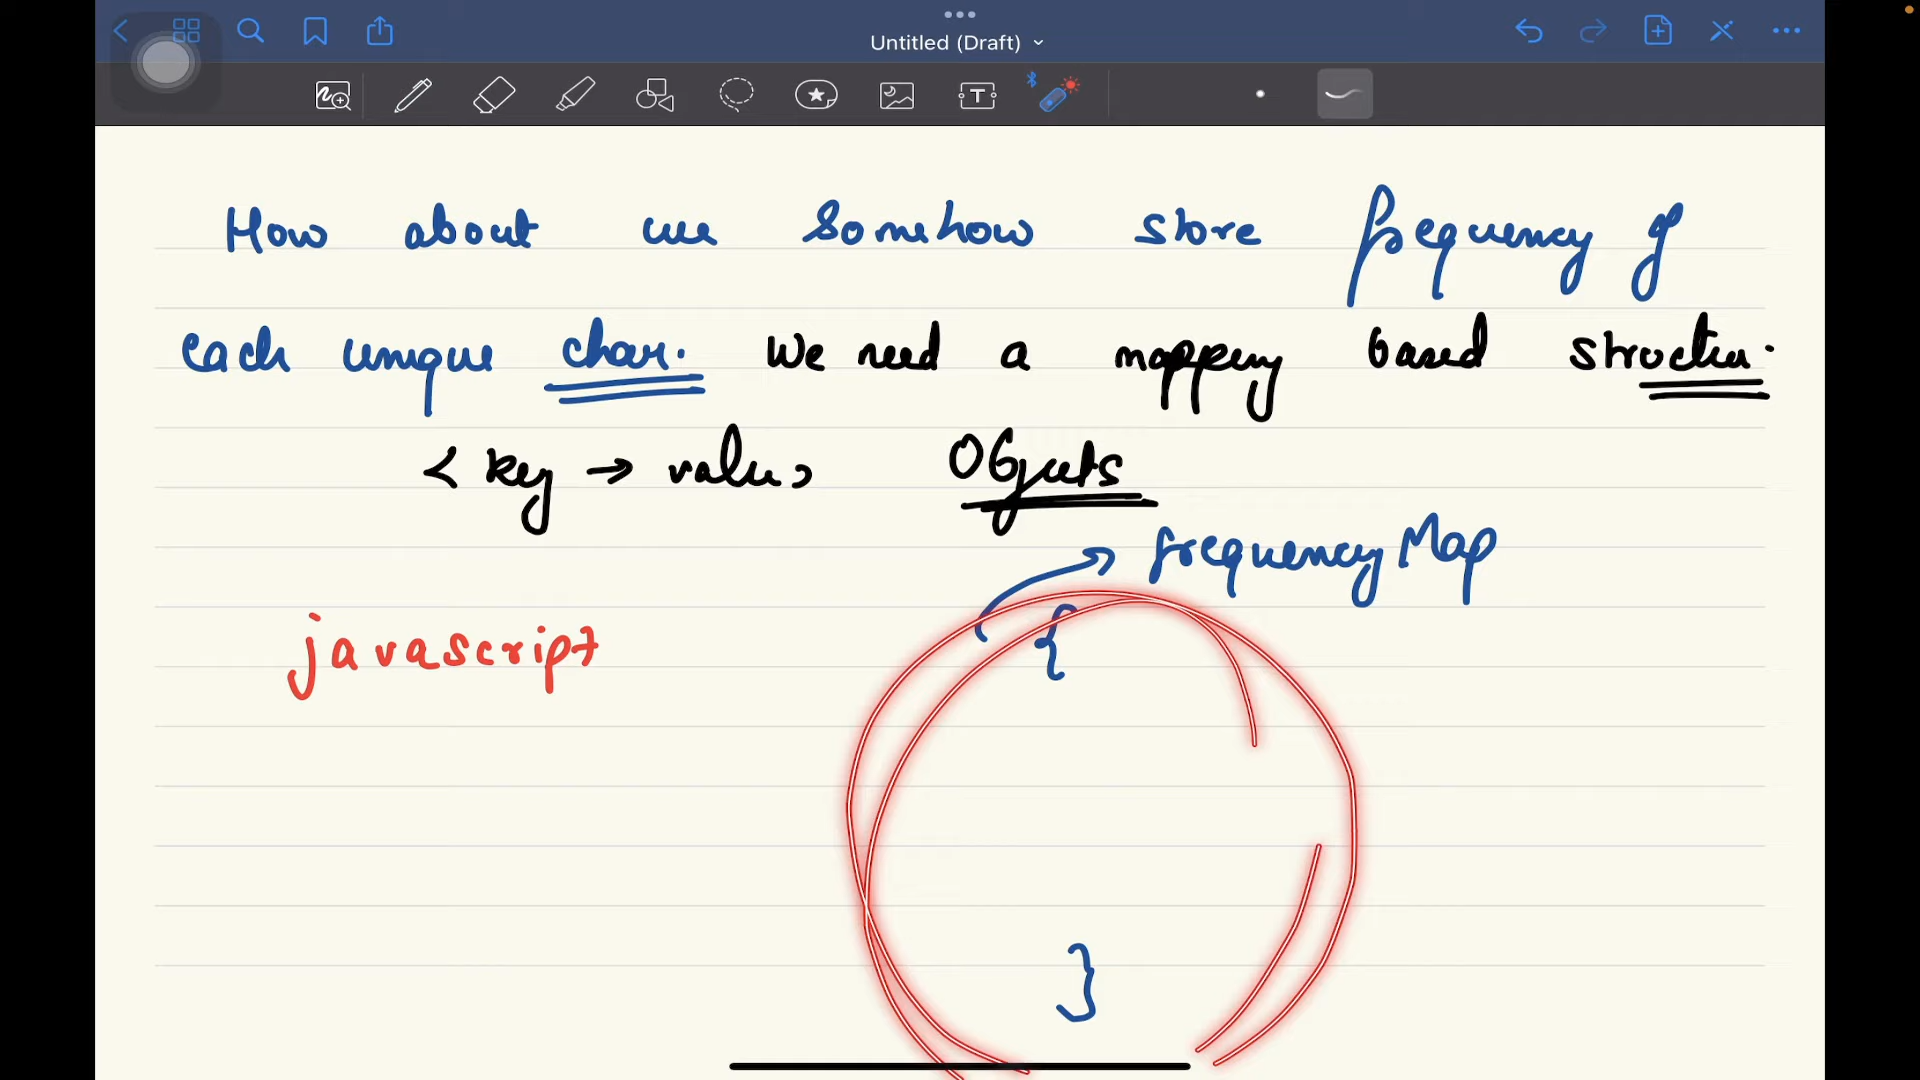 Untitled (Draft)
How about we somehow store frequency of
each unique char. We need a mapping based structure.
< key → value > Objects
frequency Map
javascript {
}